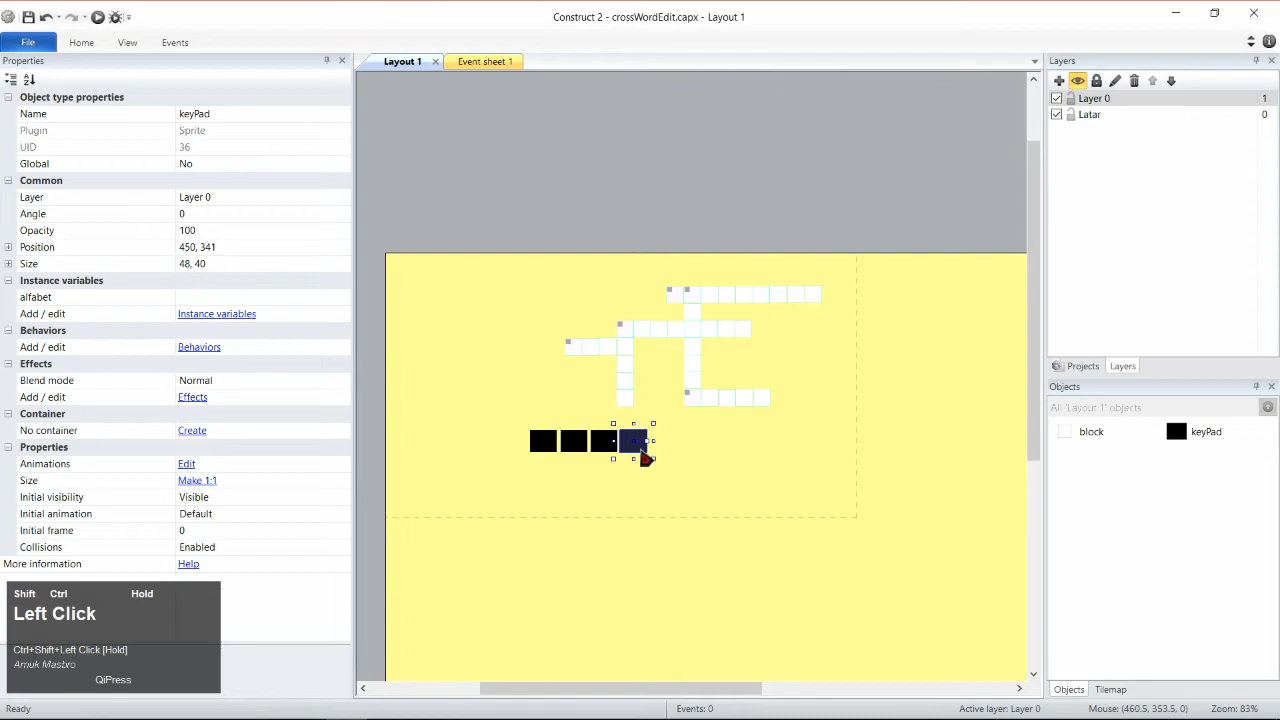 Construct 2 - crossWordEdit.capx - Layout 1
File
Home
View
Events
Properties
Object type properties
Name keyPad
Plugin Sprite
UID 36
Global No
Common
Layer Layer 0
Angle 0
Opacity 100
Position 450, 341
Size 48, 40
Instance variables
alfabet
Add / edit Instance variables
Behaviors
Add / edit Behaviors
Effects
Blend mode Normal
Add / edit Effects
Container
No container Create
Properties
Animations Edit
Size Make 1:1
Initial visibility Visible
Initial animation Default
Initial frame 0
Collisions Enabled
More information Help
Shift Ctrl Hold
Left Click
Ctrl+Shift+Left Click [Hold]
Arnuk Masbro
QiPress
Layout 1
Event sheet 1
Layers
Layer 0 1
Latar 0
Projects
Layers
Objects
All 'Layout 1' objects
block
keyPad
Objects
Tilemap
Ready
Events: 0
Active layer: Layer 0
Mouse: (460.5, 353.5, 0)
Zoom: 83%